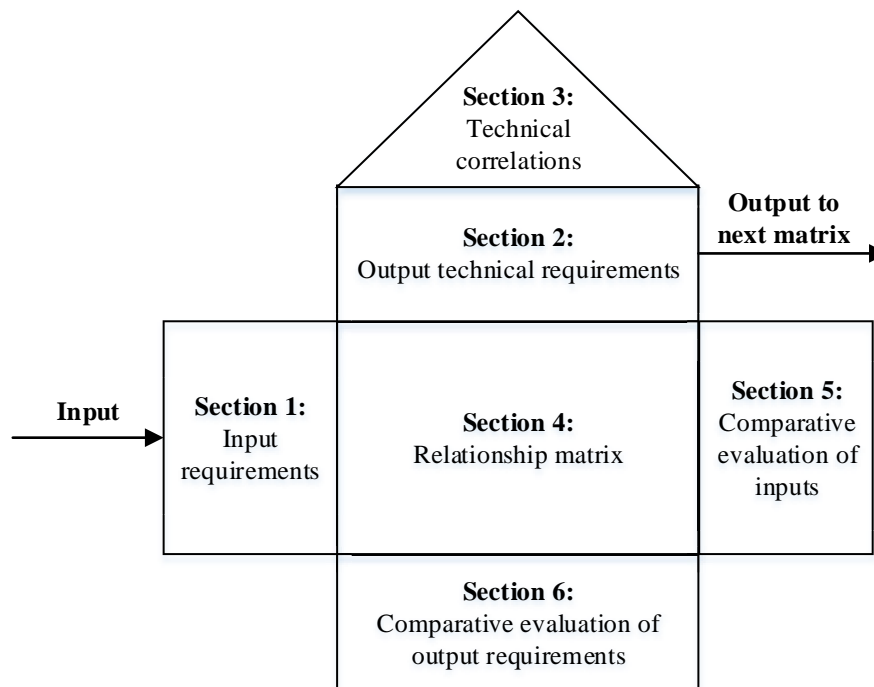 Section 3:
Technical
correlations
Output to
next matrix
Section 2:
Output technical requirements
Input
Section 1:
Input
requirements
Section 4:
Relationship matrix
Section 5:
Comparative
evaluation of
inputs
Section 6:
Comparative evaluation of
output requirements